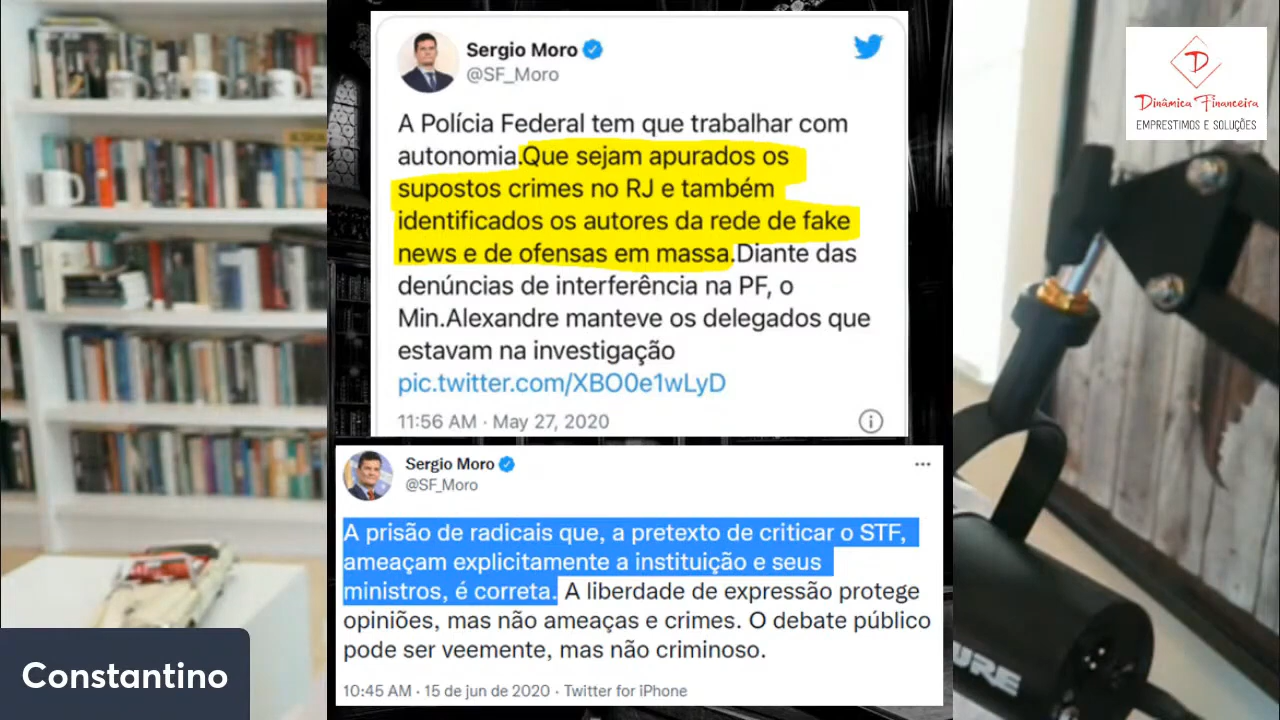 Sergio Moro
@SF_Moro
A Polícia Federal tem que trabalhar com
autonomia.Que sejam apurados os
supostos crimes no RJ e também
identificados os autores da rede de fake
news e de ofensas em massa.Diante das
denúncias de interferência na PF, o
Min.Alexandre manteve os delegados que
estavam na investigação
pic.twitter.com/XBO0e1wLyD
11:56 AM · May 27, 2020
Sergio Moro
@SF_Moro
A prisão de radicais que, a pretexto de criticar o STF,
ameaçam explicitamente a instituição e seus
ministros, é correta. A liberdade de expressão protege
opiniões, mas não ameaças e crimes. O debate público
pode ser veemente, mas não criminoso.
10:45 AM · 15 de jun de 2020 · Twitter for iPhone
D
Dinâmica Financeira
EMPRESTIMOS E SOLUÇÕES
Constantino
URE